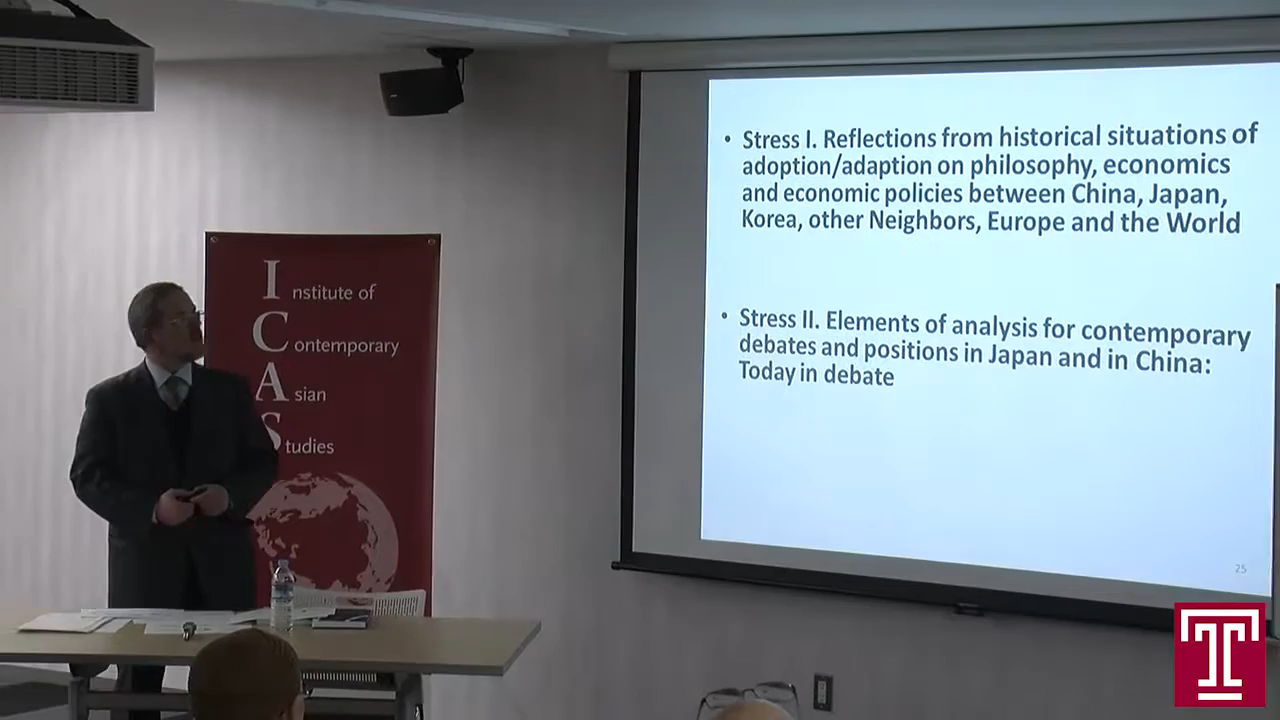 Institute of
Contemporary
Asian
Studies
• Stress I. Reflections from historical situations of
adoption/adaption on philosophy, economics
and economic policies between China, Japan,
Korea, other Neighbors, Europe and the World
• Stress II. Elements of analysis for contemporary
debates and positions in Japan and in China:
Today in debate
25
T